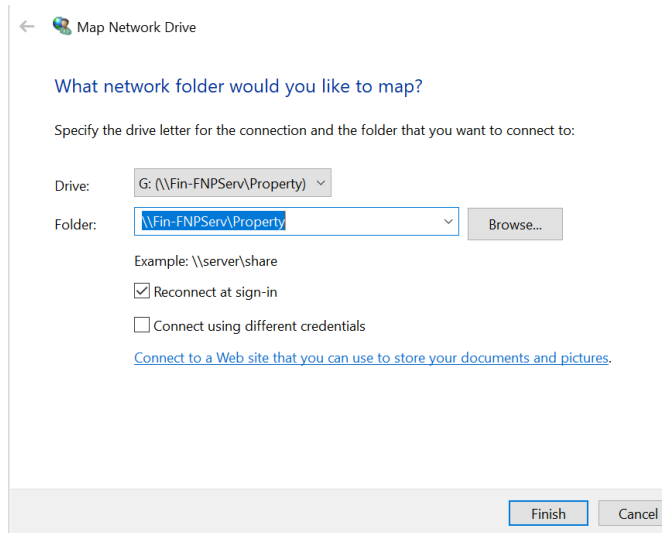 Map Network Drive
What network folder would you like to map?
Specify the drive letter for the connection and the folder that you want to connect to:
Drive: G: (\\Fin-FNPServ\Property)
Folder: \\Fin-FNPServ\Property Browse...
Example: \\server\share
Reconnect at sign-in
Connect using different credentials
Connect to a Web site that you can use to store your documents and pictures.
Finish Cancel